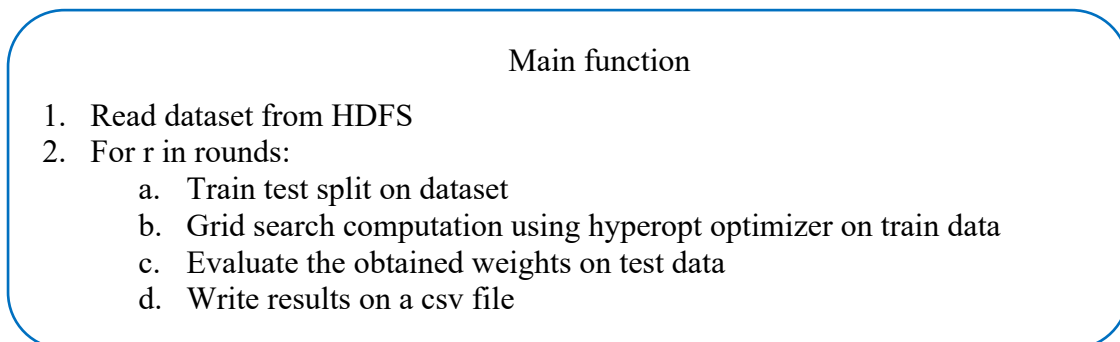 Main function
1. Read dataset from HDFS
2. For r in rounds:
a. Train test split on dataset
b. Grid search computation using hyperopt optimizer on train data
c. Evaluate the obtained weights on test data
d. Write results on a csv file